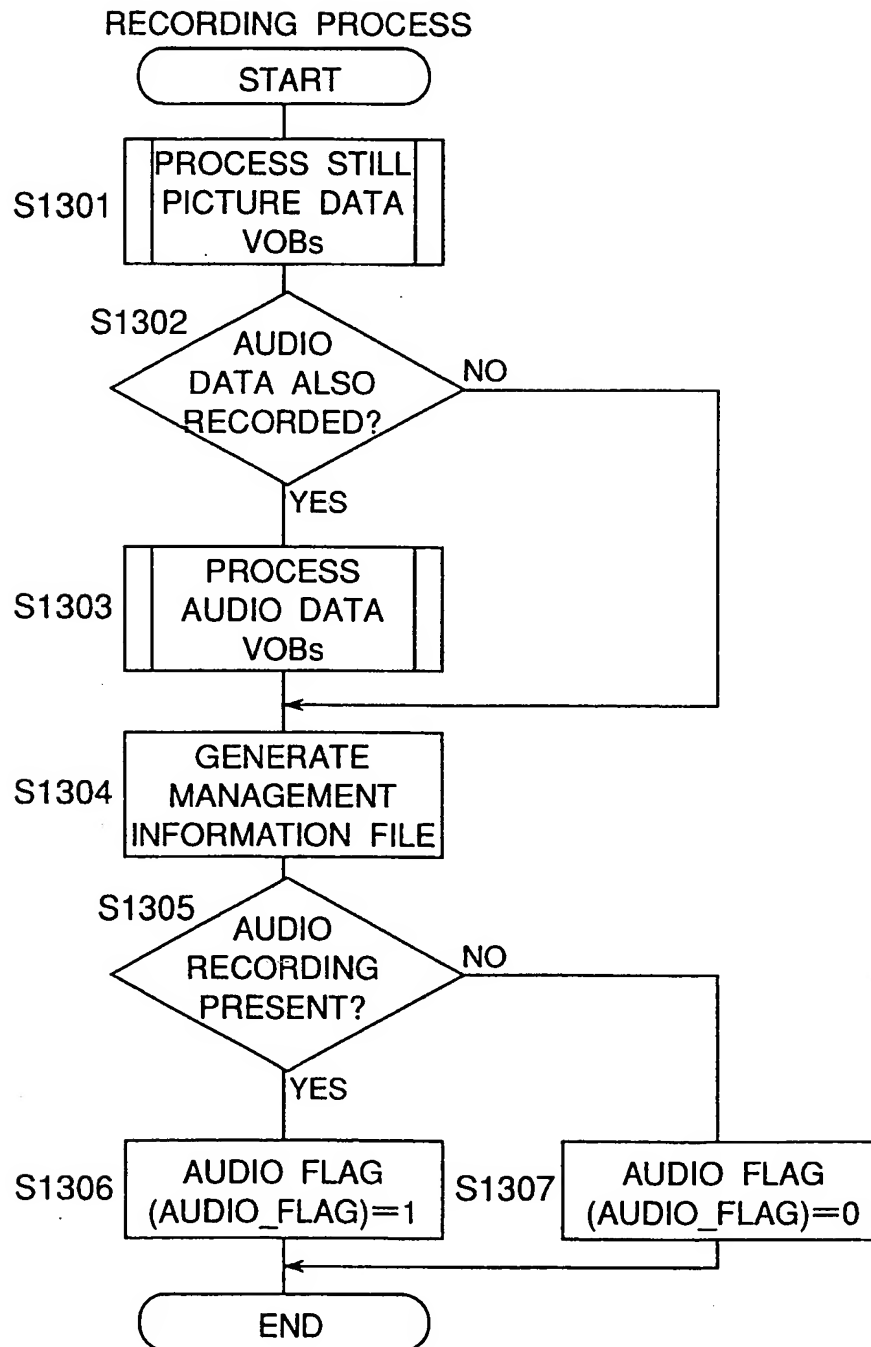 RECORDING PROCESS
START
S1301
PROCESS STILL
PICTURE DATA
VOBs
S1302
AUDIO
DATA ALSO
RECORDED?
NO
YES
S1303
PROCESS
AUDIO DATA
VOBs
S1304
GENERATE
MANAGEMENT
INFORMATION FILE
S1305
AUDIO
RECORDING
PRESENT?
NO
YES
S1306
AUDIO FLAG
(AUDIO_FLAG)=1
S1307
AUDIO FLAG
(AUDIO_FLAG)=0
END